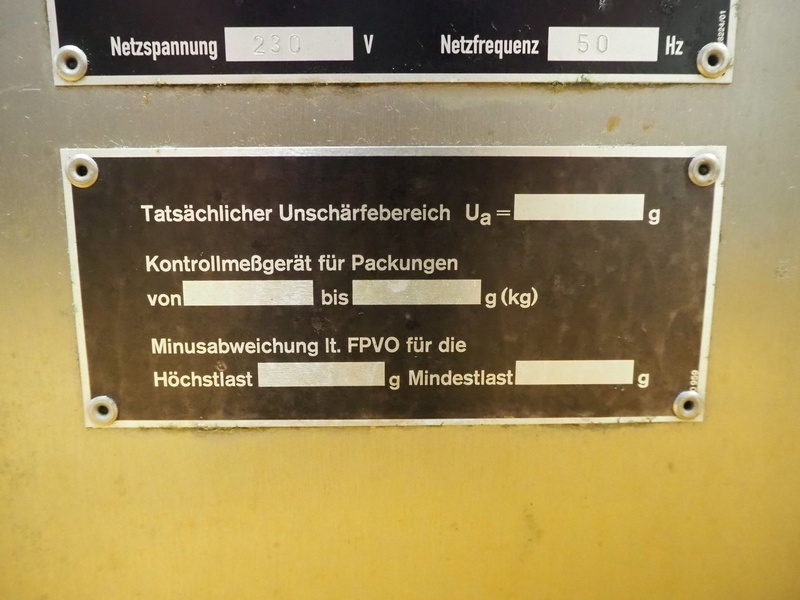 Netzspannung 230 V Netzfrequenz 50 Hz
Tatsächlicher Unschärfebereich Ua = g
Kontrollmeßgerät für Packungen
von bis g (kg)
Minusabweichung lt. FPVO für die
Höchstlast g Mindestlast g